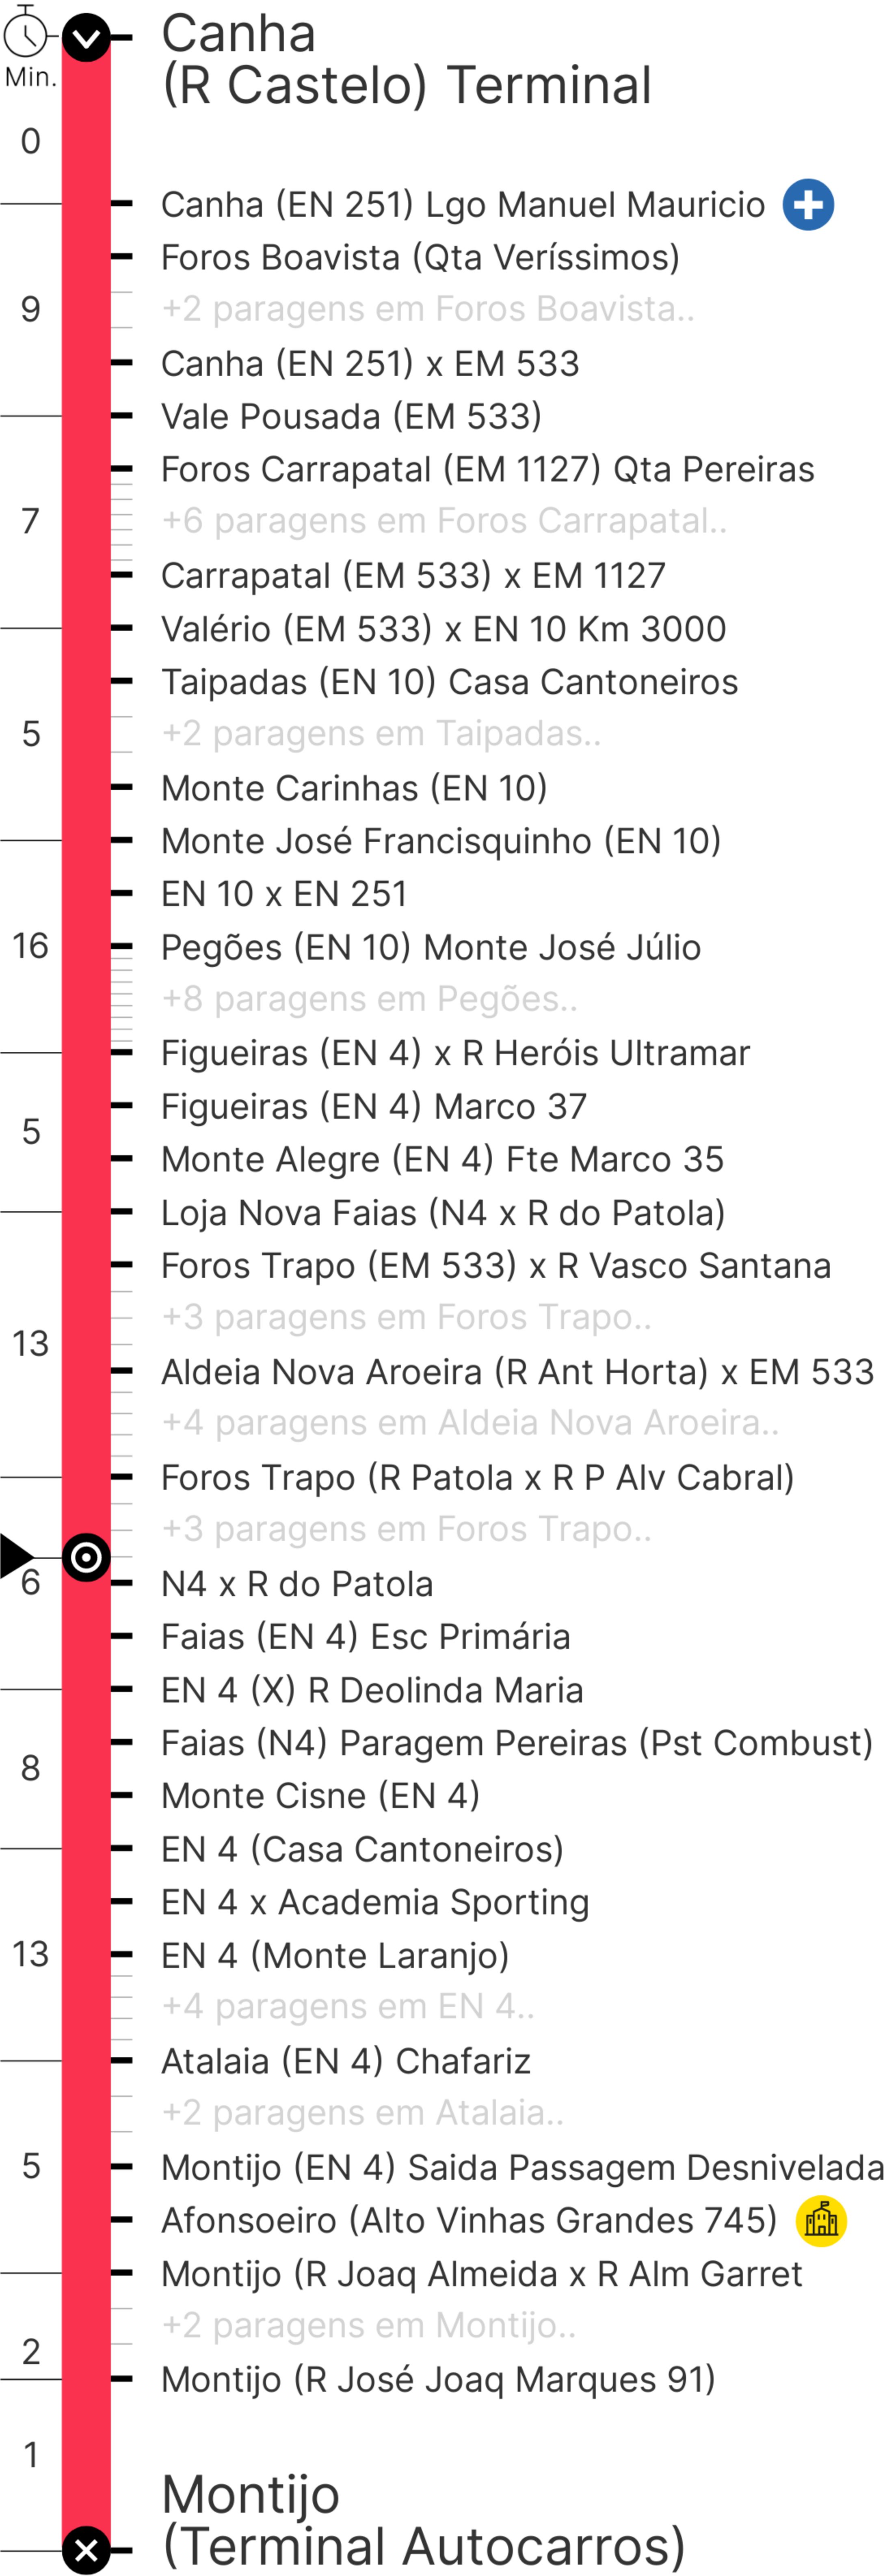 Canha
(R Castelo) Terminal
Min.
0
Canha (EN 251) Lgo Manuel Mauricio
Foros Boavista (Qta Veríssimos)
9
+2 paragens em Foros Boavista..
Canha (EN 251) x EM 533
Vale Pousada (EM 533)
Foros Carrapatal (EM 1127) Qta Pereiras
7
+6 paragens em Foros Carrapatal..
Carrapatal (EM 533) x EM 1127
Valério (EM 533) x EN 10 Km 3000
Taipadas (EN 10) Casa Cantoneiros
5
+2 paragens em Taipadas..
Monte Carinhas (EN 10)
Monte José Francisquinho (EN 10)
EN 10 x EN 251
16
Pegões (EN 10) Monte José Júlio
+8 paragens em Pegões..
Figueiras (EN 4) x R Heróis Ultramar
Figueiras (EN 4) Marco 37
5
Monte Alegre (EN 4) Fte Marco 35
Loja Nova Faias (N4 x R do Patola)
Foros Trapo (EM 533) x R Vasco Santana
+3 paragens em Foros Trapo..
13
Aldeia Nova Aroeira (R Ant Horta) x EM 533
+4 paragens em Aldeia Nova Aroeira..
Foros Trapo (R Patola x R P Alv Cabral)
+3 paragens em Foros Trapo..
6
N4 x R do Patola
Faias (EN 4) Esc Primária
EN 4 (X) R Deolinda Maria
Faias (N4) Paragem Pereiras (Pst Combust)
8
Monte Cisne (EN 4)
EN 4 (Casa Cantoneiros)
EN 4 x Academia Sporting
13
EN 4 (Monte Laranjo)
+4 paragens em EN 4..
Atalaia (EN 4) Chafariz
+2 paragens em Atalaia..
5
Montijo (EN 4) Saida Passagem Desnivelada
Afonsoeiro (Alto Vinhas Grandes 745)
Montijo (R Joaq Almeida x R Alm Garret
+2 paragens em Montijo..
2
Montijo (R José Joaq Marques 91)
1
Montijo
(Terminal Autocarros)